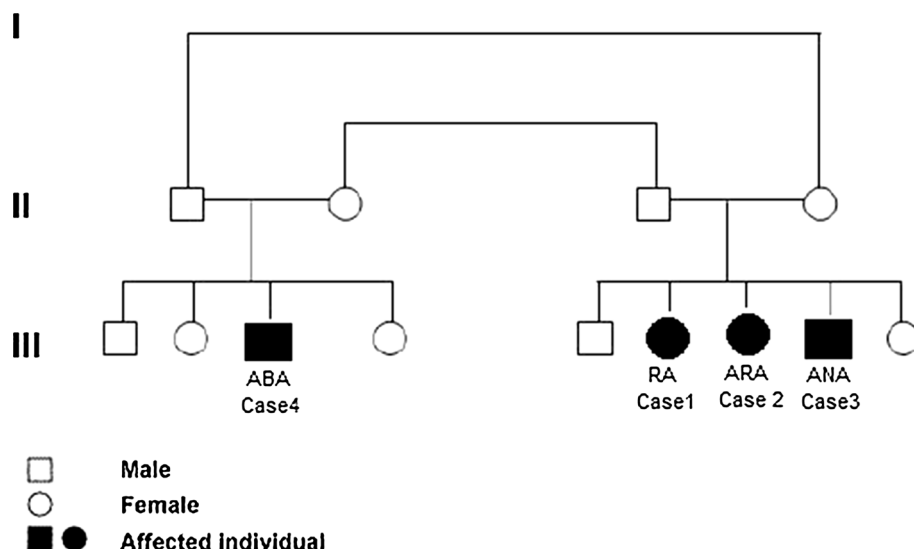 I
II
III
ABA
Case4
RA
Case1
ARA
Case 2
ANA
Case3
Male
Female
Affected individual